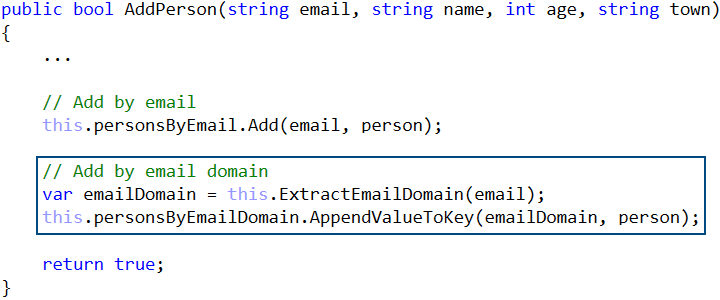 public bool AddPerson(string email, string name, int age, string town)
{
    ...
    // Add by email
    this.personsByEmail.Add(email, person);
    // Add by email domain
    var emailDomain = this.ExtractEmailDomain(email);
    this.personsByEmailDomain.AppendValueToKey(emailDomain, person);
    return true;
}